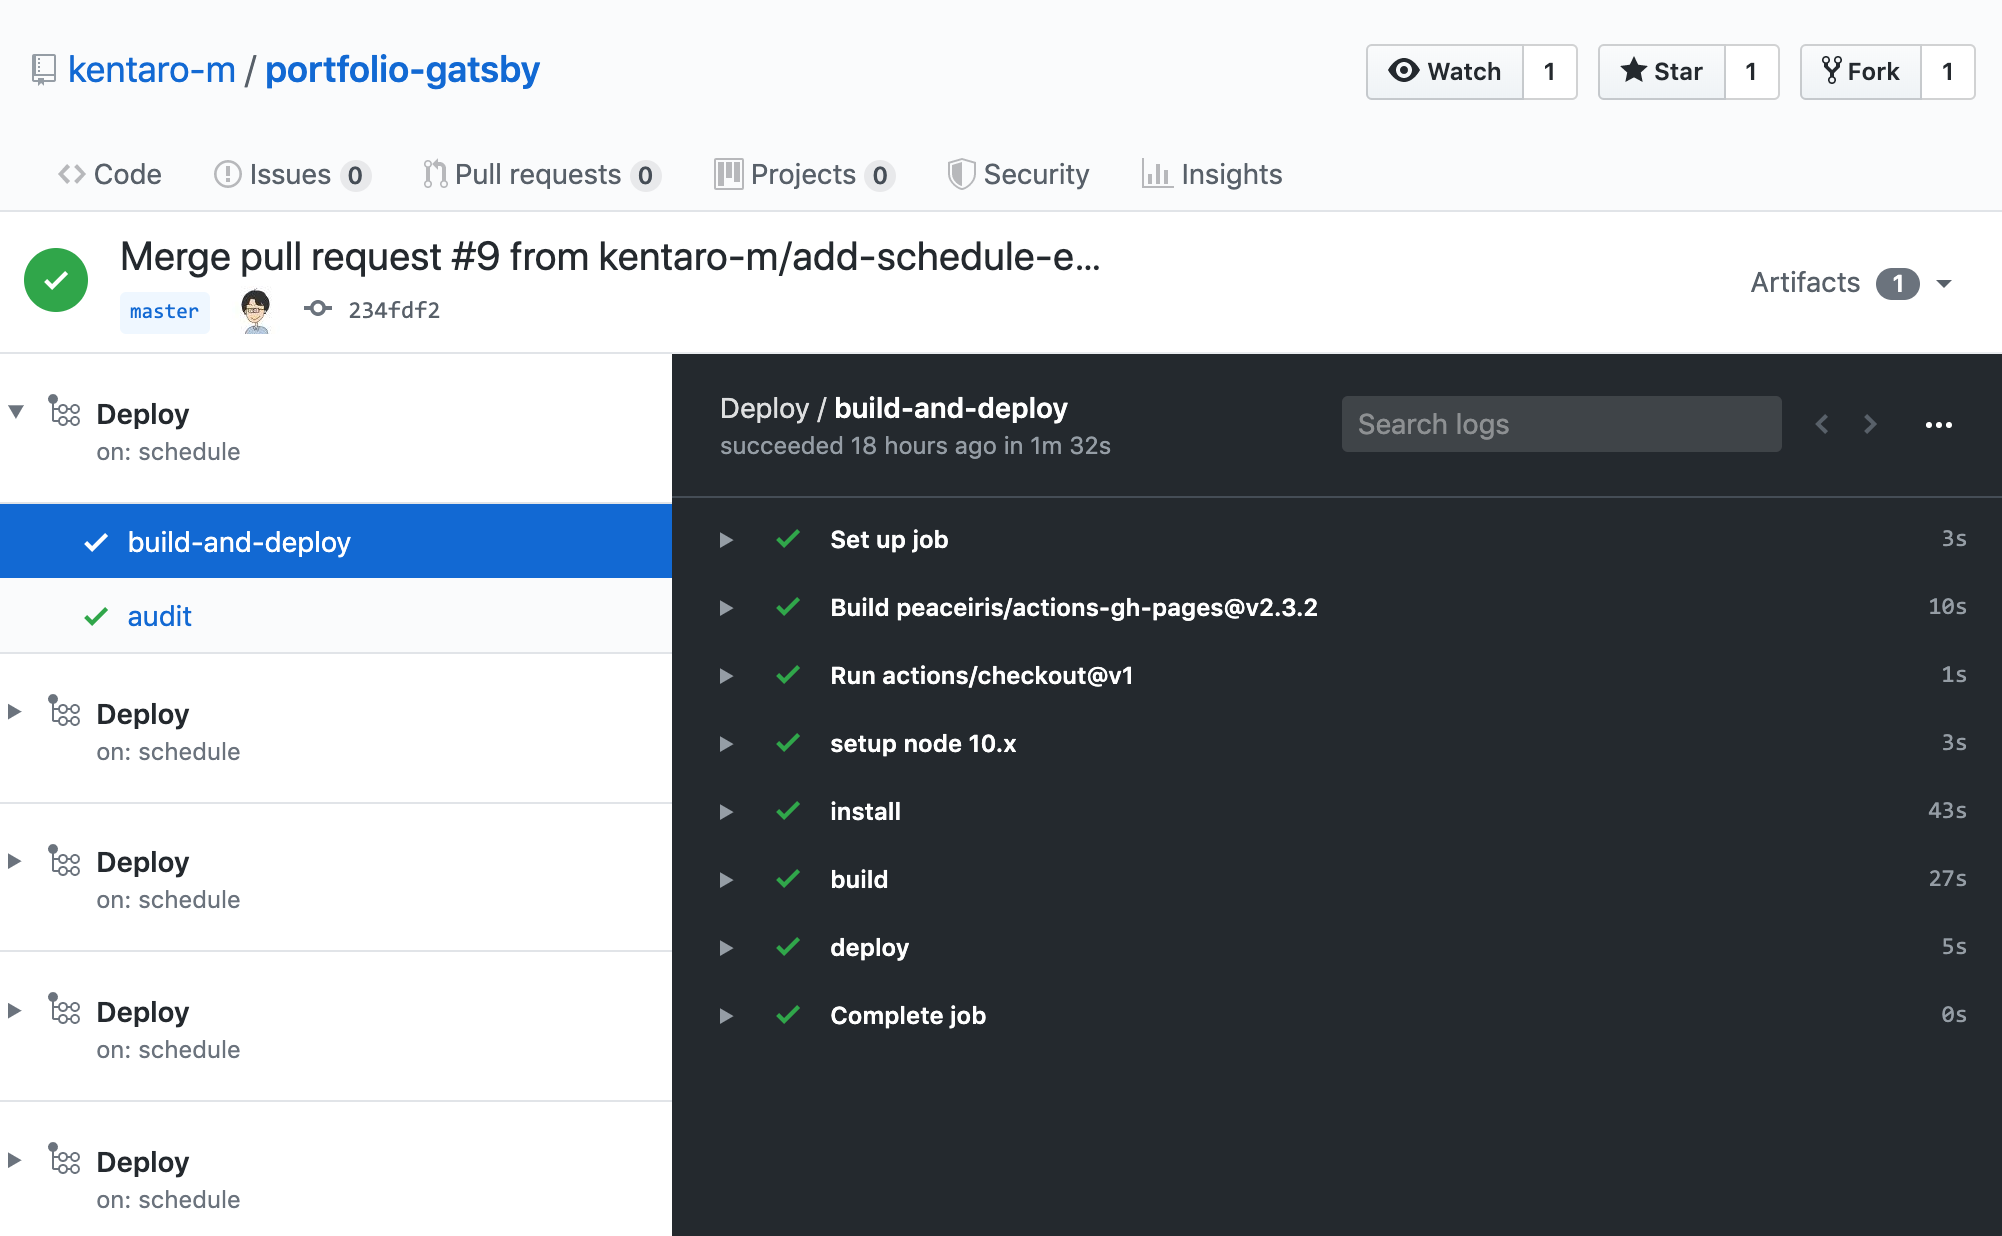 kentaro-m / portfolio-gatsby
Watch 1
Star 1
Fork 1
Code
Issues 0
Pull requests 0
Projects 0
Security
Insights
Merge pull request #9 from kentaro-m/add-schedule-e...
master
234fdf2
Artifacts 1
Deploy
on: schedule
build-and-deploy
audit
Deploy
on: schedule
Deploy
on: schedule
Deploy
on: schedule
Deploy
on: schedule
Deploy / build-and-deploy
succeeded 18 hours ago in 1m 32s
Search logs
Set up job 3s
Build peaceiris/actions-gh-pages@v2.3.2 10s
Run actions/checkout@v1 1s
setup node 10.x 3s
install 43s
build 27s
deploy 5s
Complete job 0s